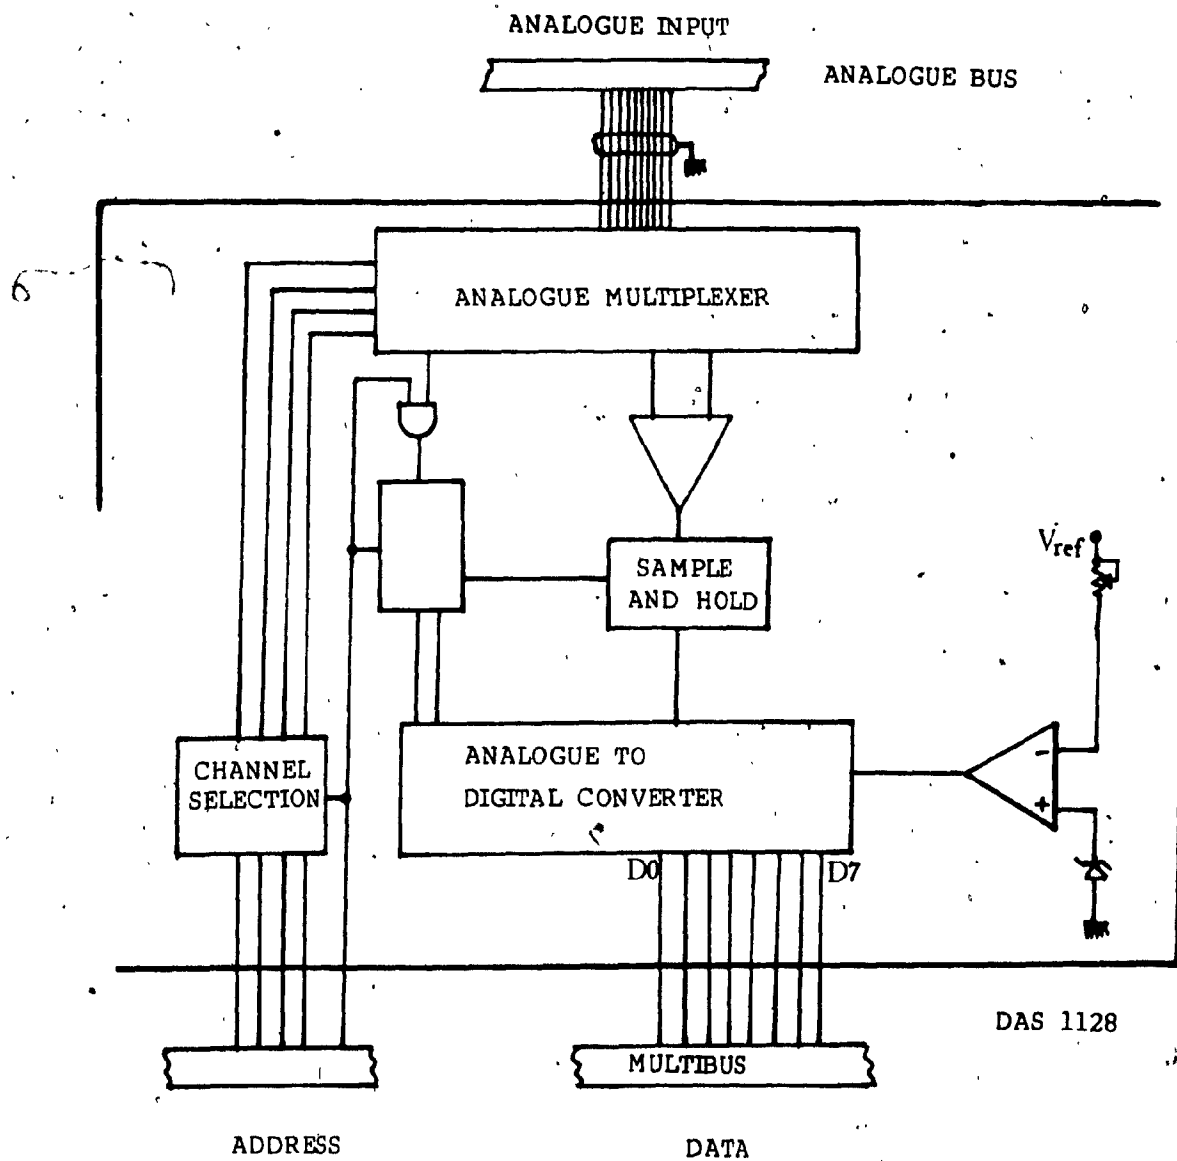 ANALOGUE INPUT
ANALOGUE BUS
ANALOGUE MULTIPLEXER
Vref
SAMPLE
AND HOLD
CHANNEL
SELECTION
ANALOGUE TO
DIGITAL CONVERTER
-
+
D0
D7
DAS 1128
MULTIBUS
ADDRESS
DATA